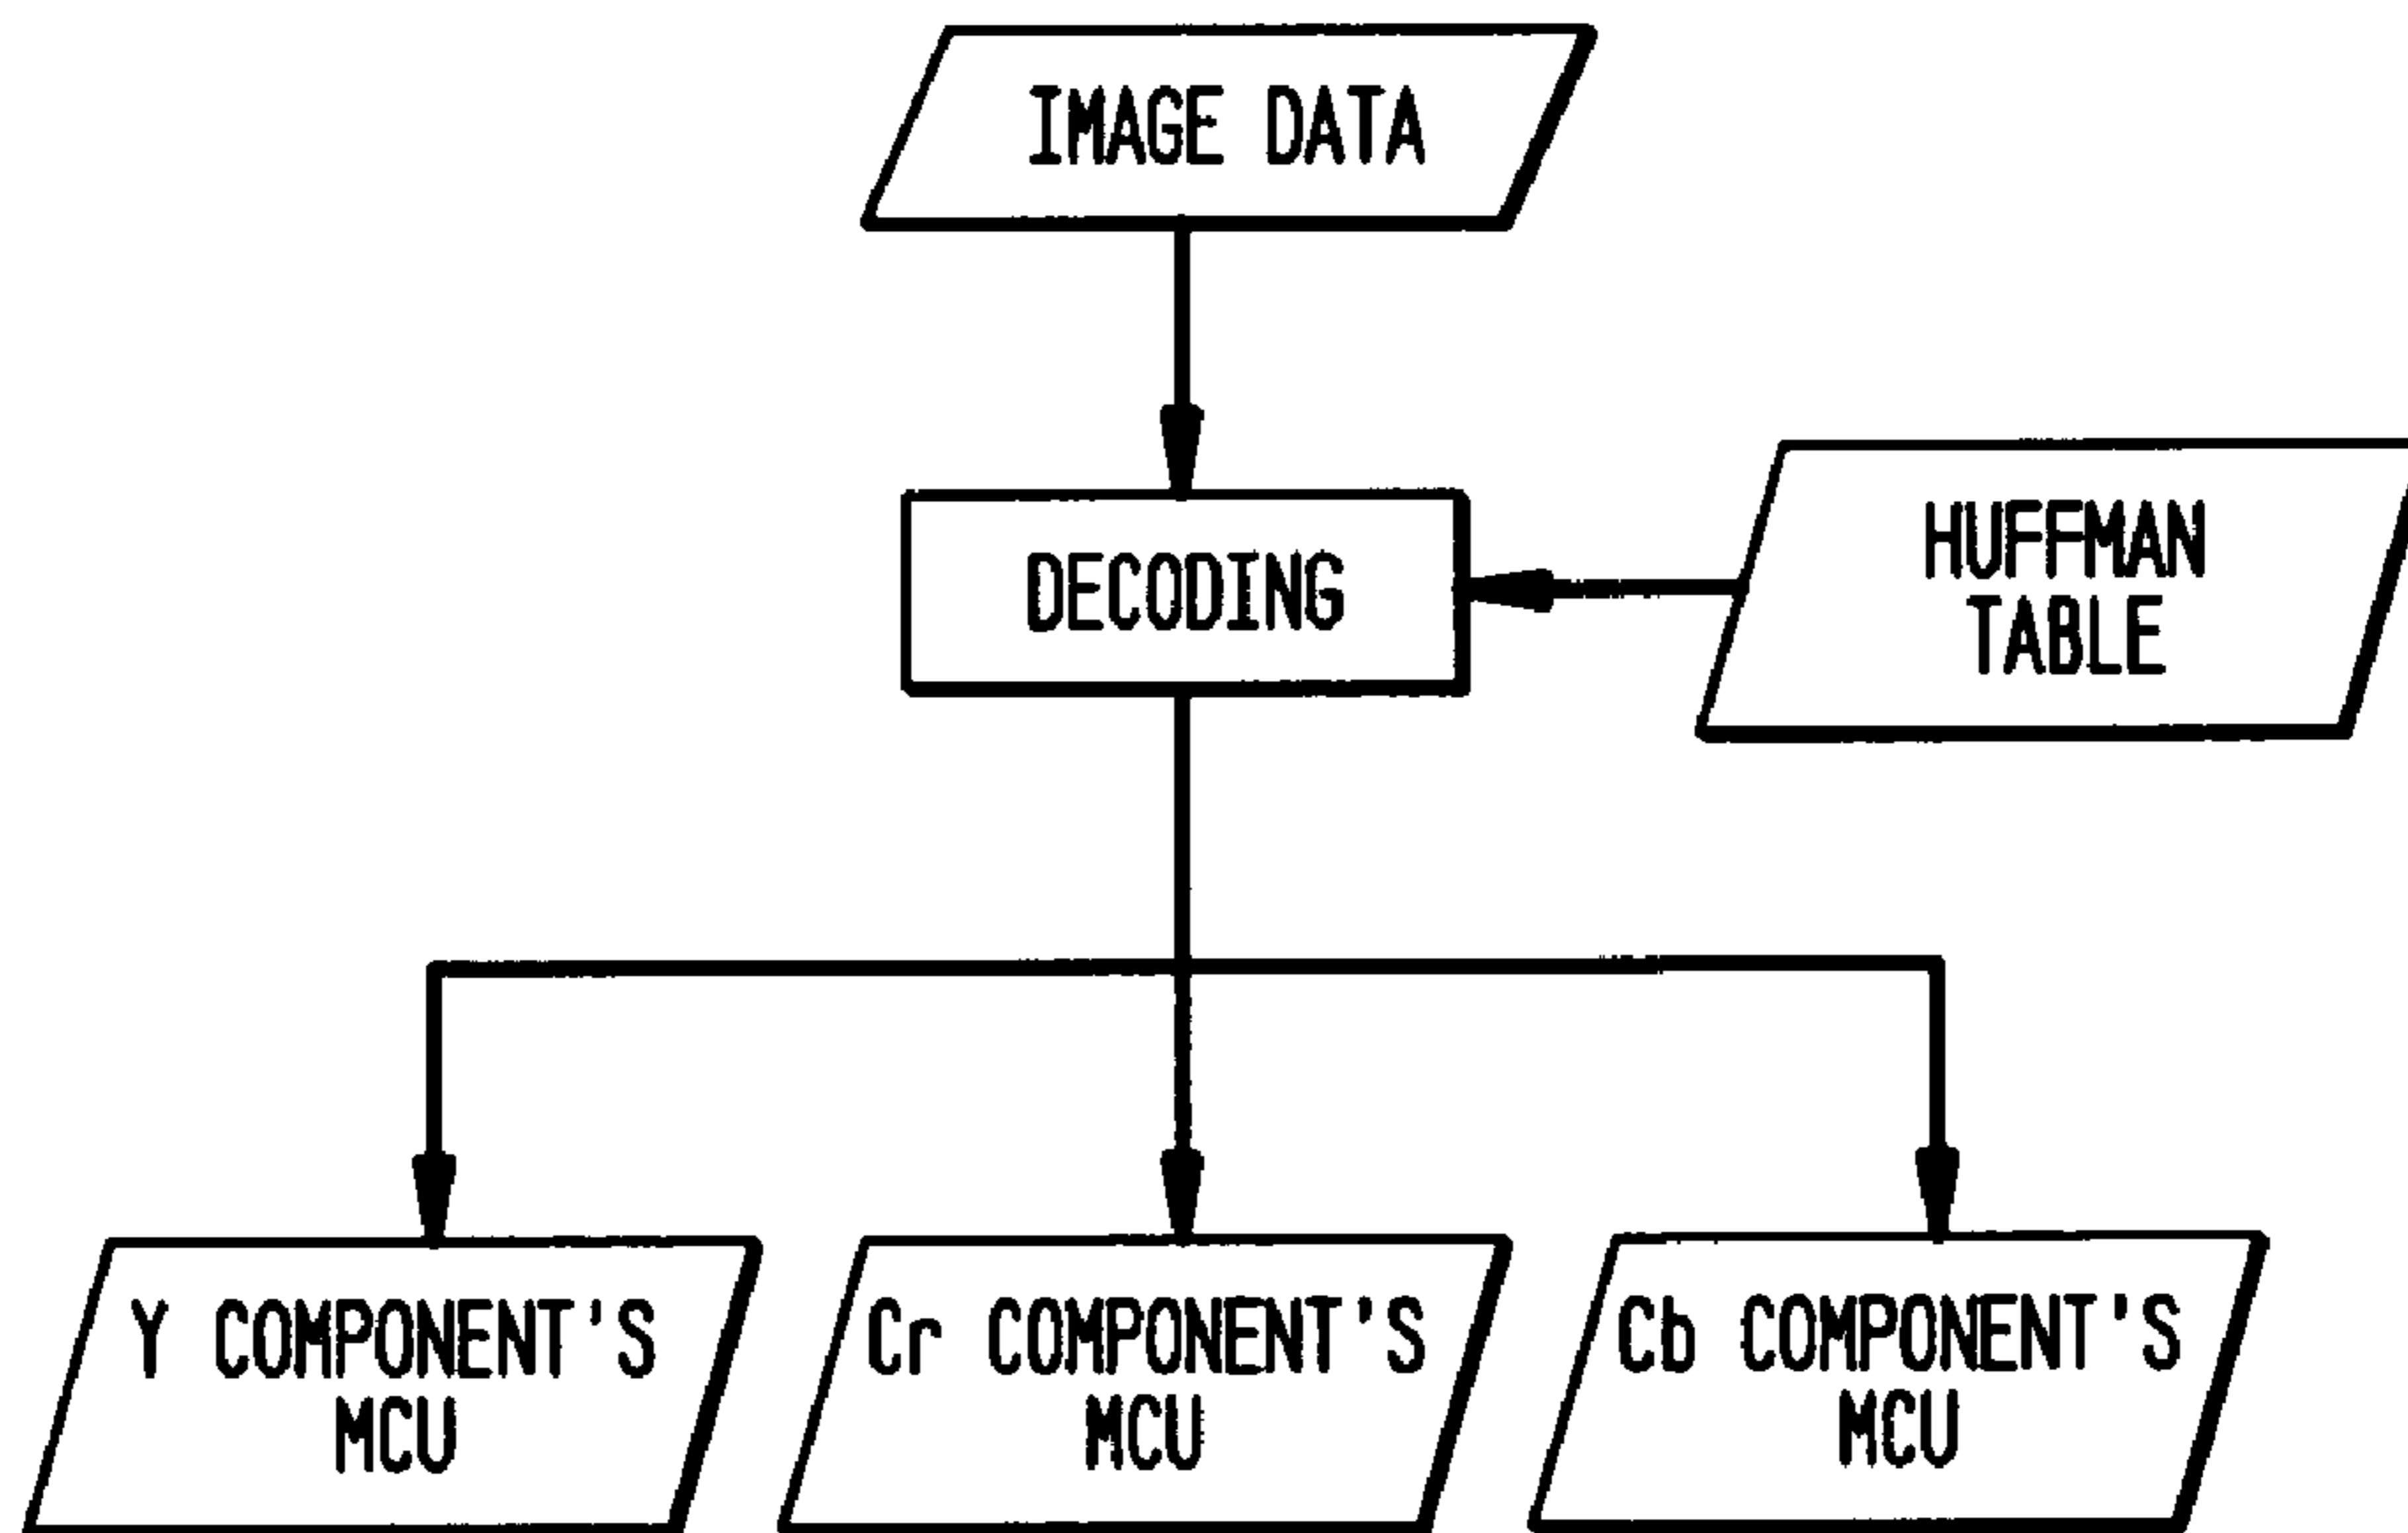 IMAGE DATA
DECODING
HUFFMAN
TABLE
Y COMPONENT'S
MCU
Cr COMPONENT'S
MCU
Cb COMPONENT'S
MCU